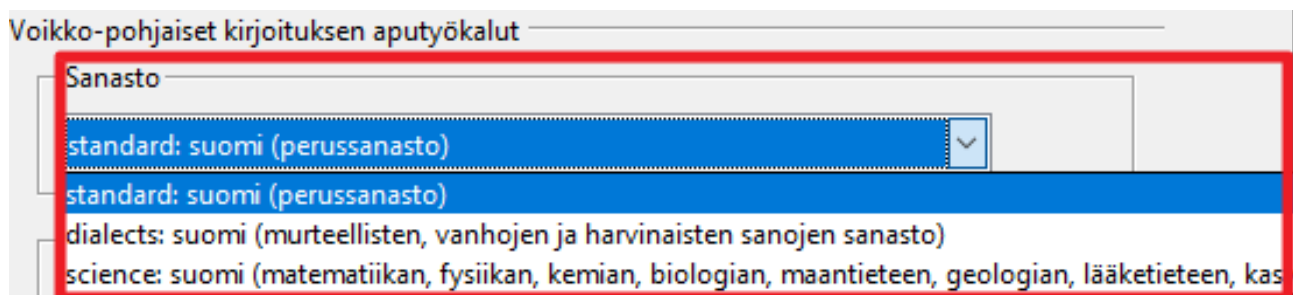 Voikko-pohjaiset kirjoituksen aputyökalut
Sanasto
standard: suomi (perussanasto)
standard: suomi (perussanasto)
dialects: suomi (murteellisten, vanhojen ja harvinaisten sanojen sanasto)
science: suomi (matematiikan, fysiikan, kemian, biologian, maantieteen, geologian, lääketieteen, kas